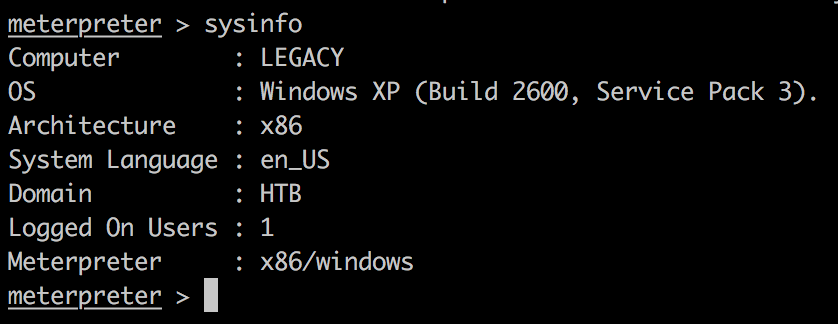 meterpreter > sysinfo
Computer        : LEGACY
OS              : Windows XP (Build 2600, Service Pack 3).
Architecture    : x86
System Language : en_US
Domain          : HTB
Logged On Users : 1
Meterpreter     : x86/windows
meterpreter >